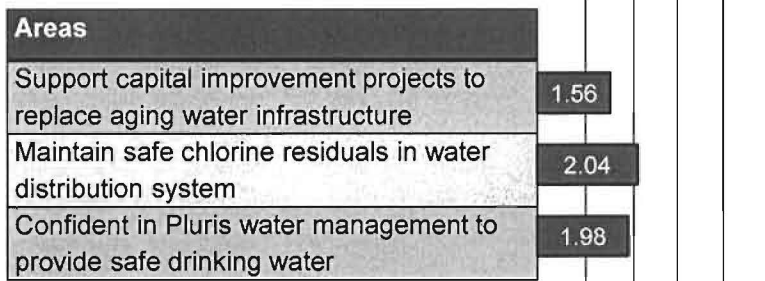 Areas
Support capital improvement projects to
replace aging water infrastructure
1.56
Maintain safe chlorine residuals in water
distribution system
2.04
Confident in Pluris water management to
provide safe drinking water
1.98